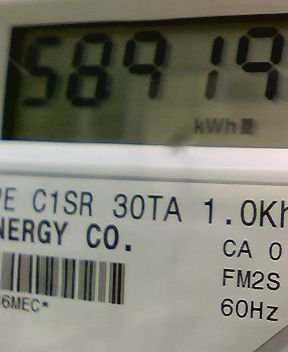 58919
kWh
PE C1SR 30TA 1.0Kh
NERGY CO.
CA 0
FM2S
6MEC*
60Hz